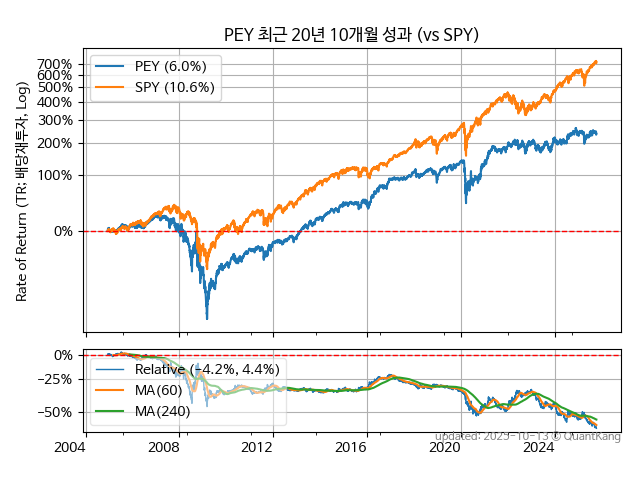 PEY 최근 20년 10개월 성과 (vs SPY)
Rate of Return (TR: 배당재투자, Log)
700%
600%
500%
400%
300%
200%
100%
0%
PEY (6.0%)
SPY (10.6%)
0%
−25%
−50%
Relative (−4.2%, 4.4%)
MA(60)
MA(240)
2004 2008 2012 2016 2020 2024
updated: 2025-10-13 © QuantKang